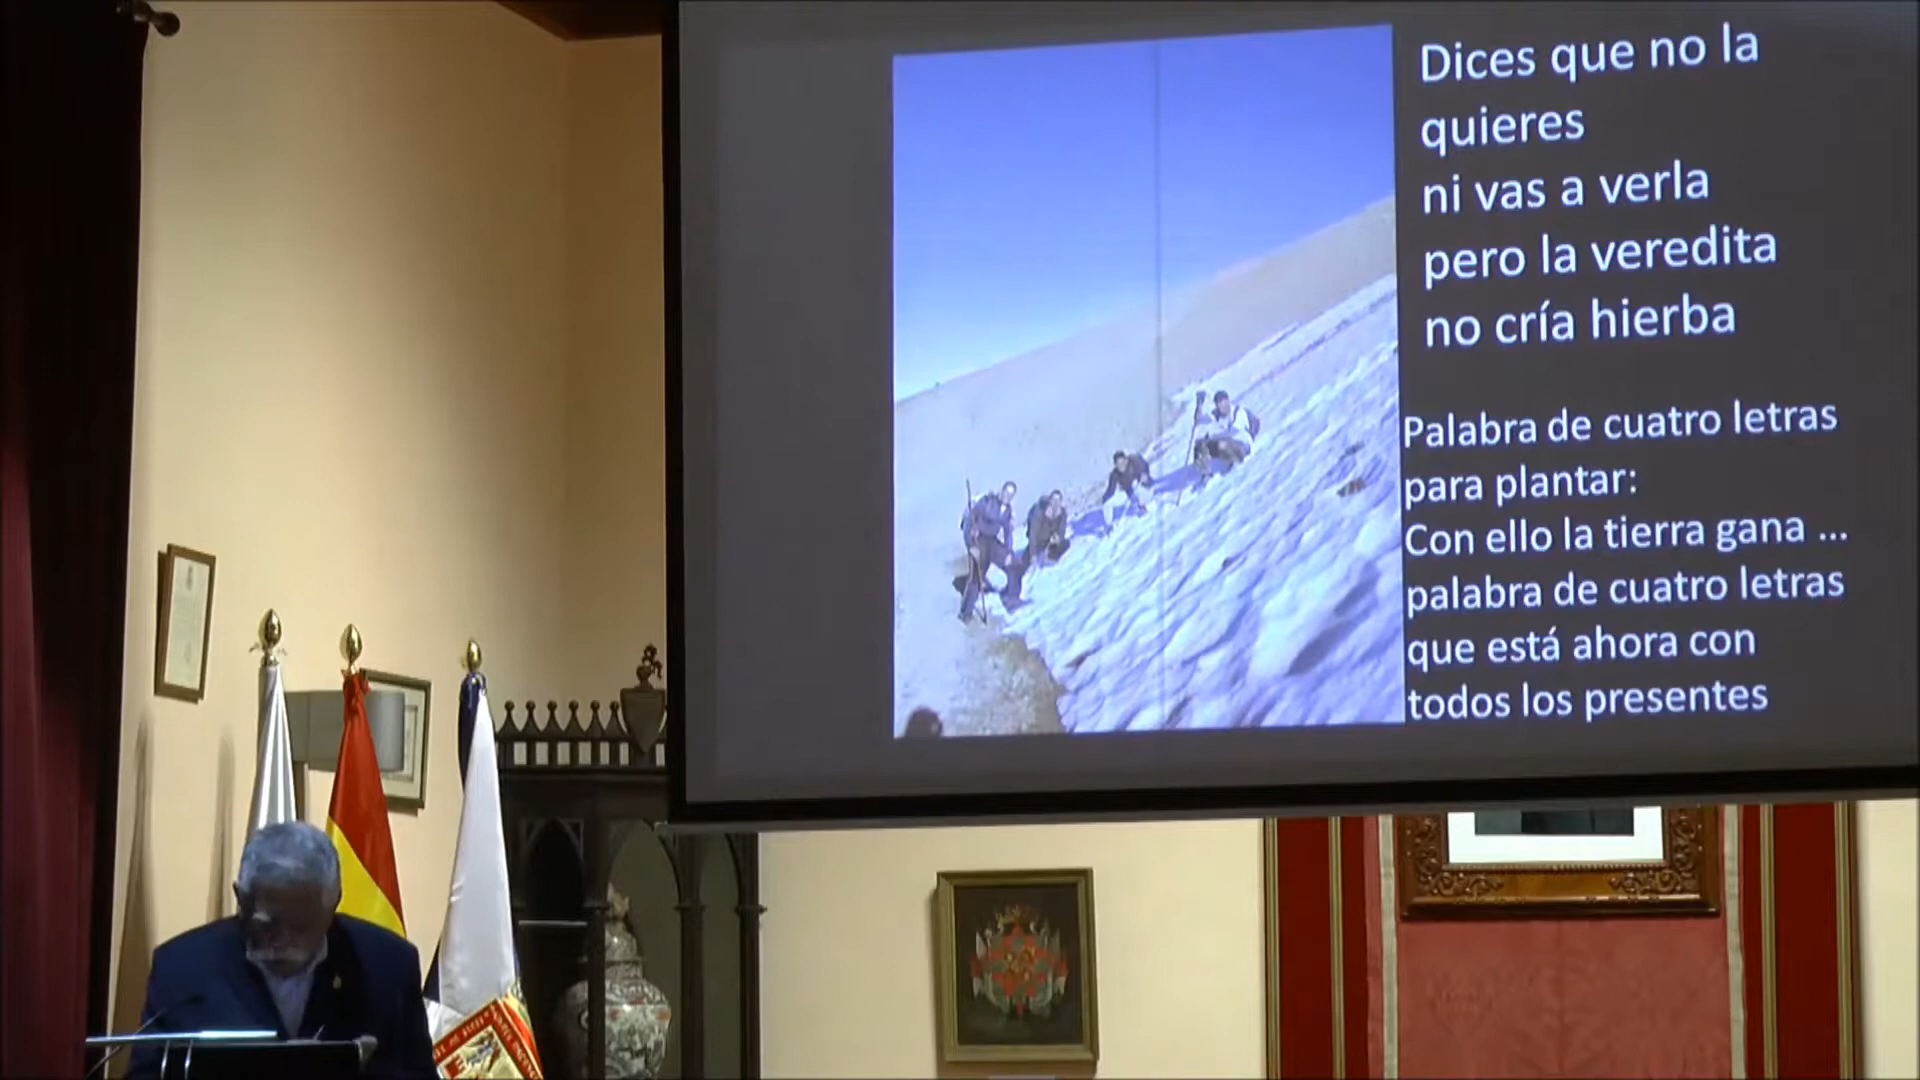 Dices que no la
quieres
ni vas a verla
pero la veredita
no cría hierba
Palabra de cuatro letras
para plantar:
Con ello la tierra gana ...
palabra de cuatro letras
que está ahora con
todos los presentes